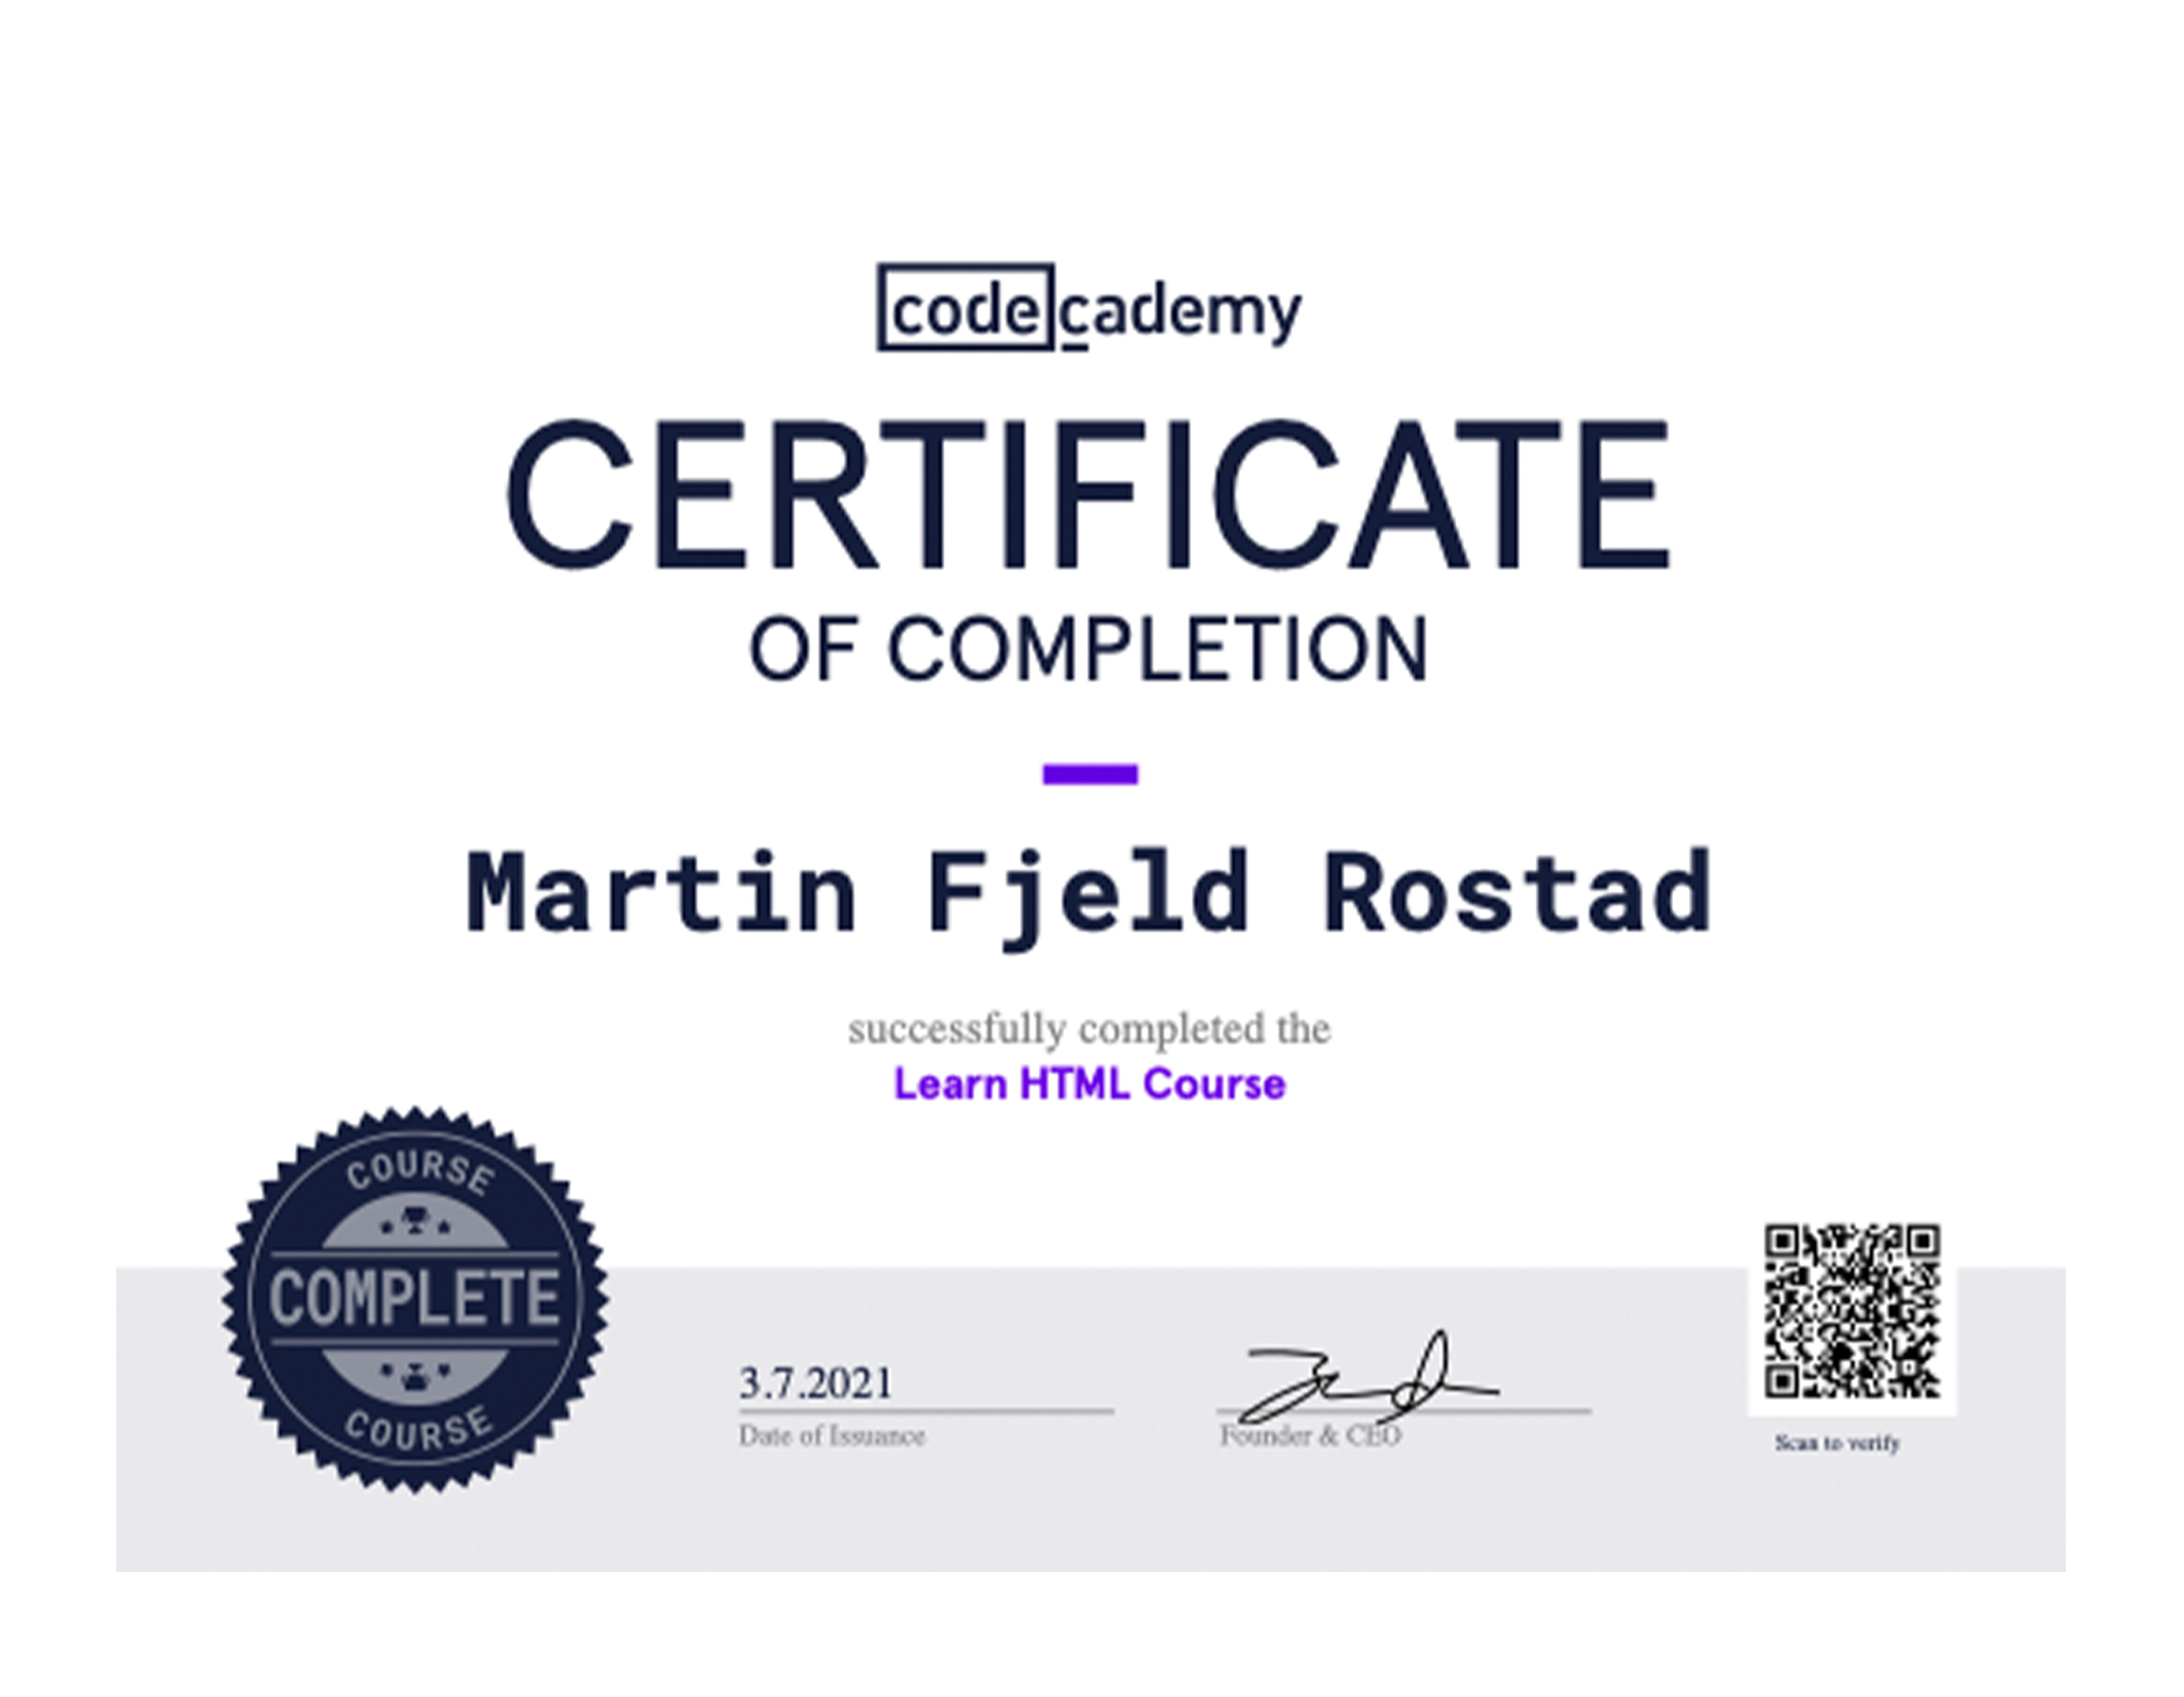 codecademy
CERTIFICATE
OF COMPLETION
Martin Fjeld Rostad
successfully completed the
Learn HTML Course
COURSE
COMPLETE
COURSE
3.7.2021
Date of Issuance
Founder & CEO
Scan to verify